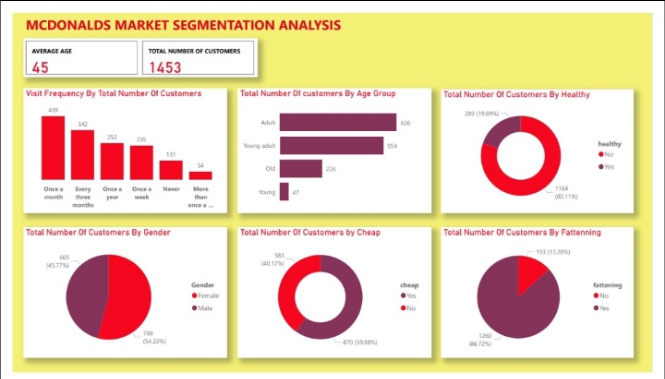 MCDONALDS MARKET SEGMENTATION ANALYSIS
AVERAGE AGE
45
TOTAL NUMBER OF CUSTOMERS
1453
Visit Frequency By Total Number Of Customers
439
342
252
235
131
54
Once a month
Every three months
Once a year
Once a week
Never
More than once a ...
Total Number Of customers By Age Group
Adult
626
Young adult
554
Old
226
Young
47
Total Number Of Customers By Healthy
289 (19.89%)
1164
(80.11%)
healthy
No
Yes
Total Number Of Customers By Gender
665
(45.77%)
788
(54.23%)
Gender
Female
Male
Total Number Of Customers by Cheap
583
(40.12%)
870 (59.88%)
cheap
Yes
No
Total Number Of Customers By Fattenning
193 (13.28%)
1260
(86.72%)
fattening
No
Yes